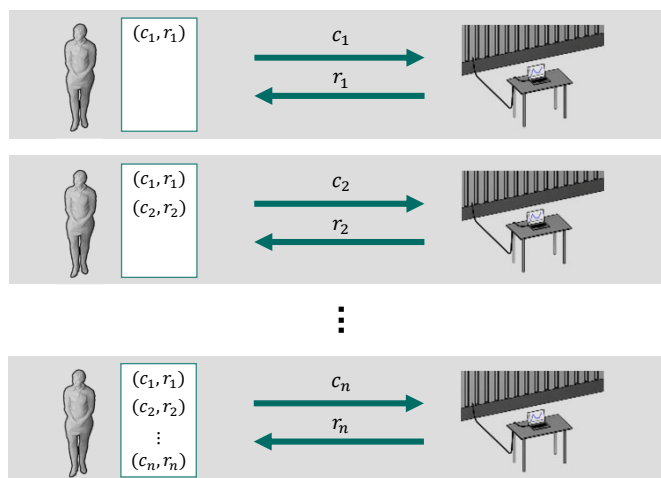 (c₁, r₁)
c₁
r₁
(c₁, r₁)
(c₂, r₂)
c₂
r₂
⋮
(c₁, r₁)
(c₂, r₂)
⋮
(cₙ, rₙ)
cₙ
rₙ